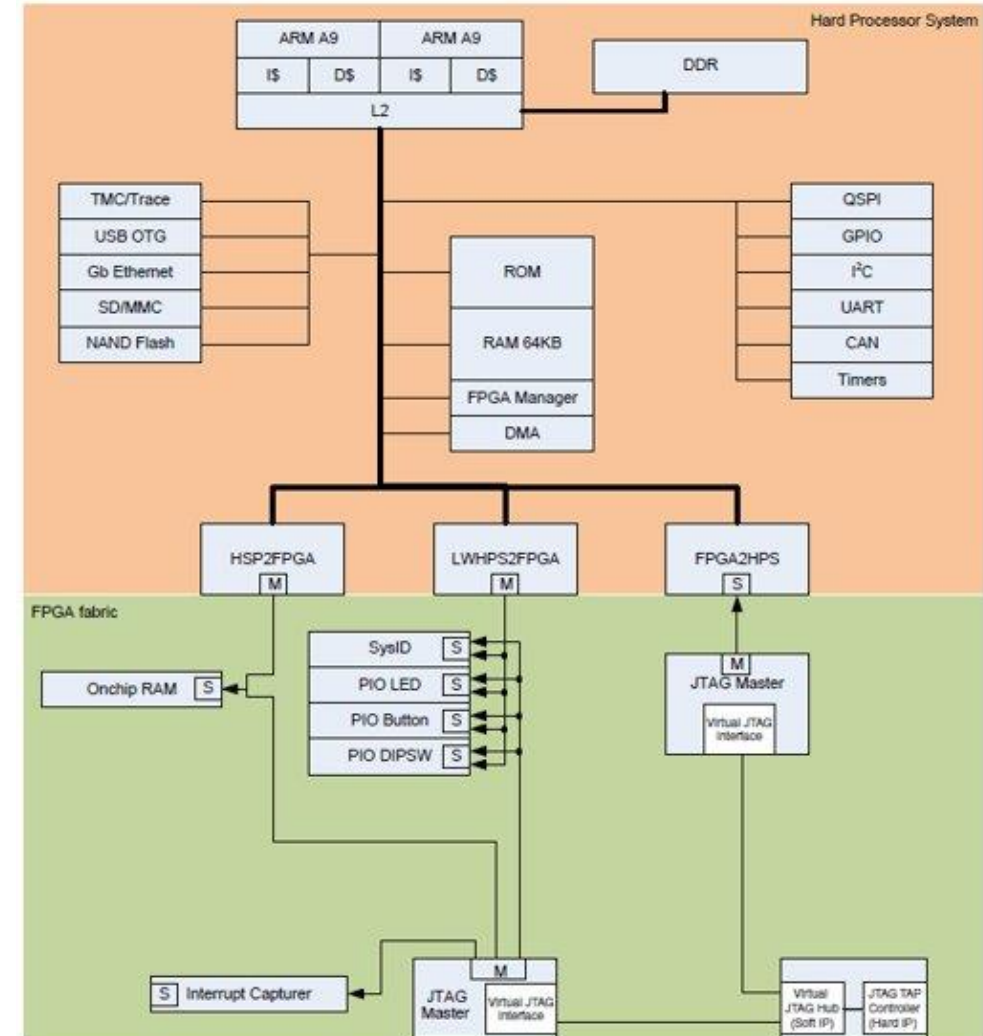 Hard Processor System
ARM A9
ARM A9
I$
D$
I$
D$
L2
DDR
TMC/Trace
USB OTG
Gb Ethernet
SD/MMC
NAND Flash
ROM
RAM 64KB
FPGA Manager
DMA
QSPI
GPIO
I²C
UART
CAN
Timers
HSP2FPGA
M
LWHPS2FPGA
M
FPGA2HPS
S
FPGA fabric
Onchip RAM
S
SysID
S
PIO LED
S
PIO Button
S
PIO DIPSW
S
M
JTAG Master
Virtual JTAG
Interface
S
Interrupt Capturer
M
JTAG
Master
Virtual JTAG
Interface
Virtual
JTAG Hub
(Soft IP)
JTAG TAP
Controller
(Hard IP)